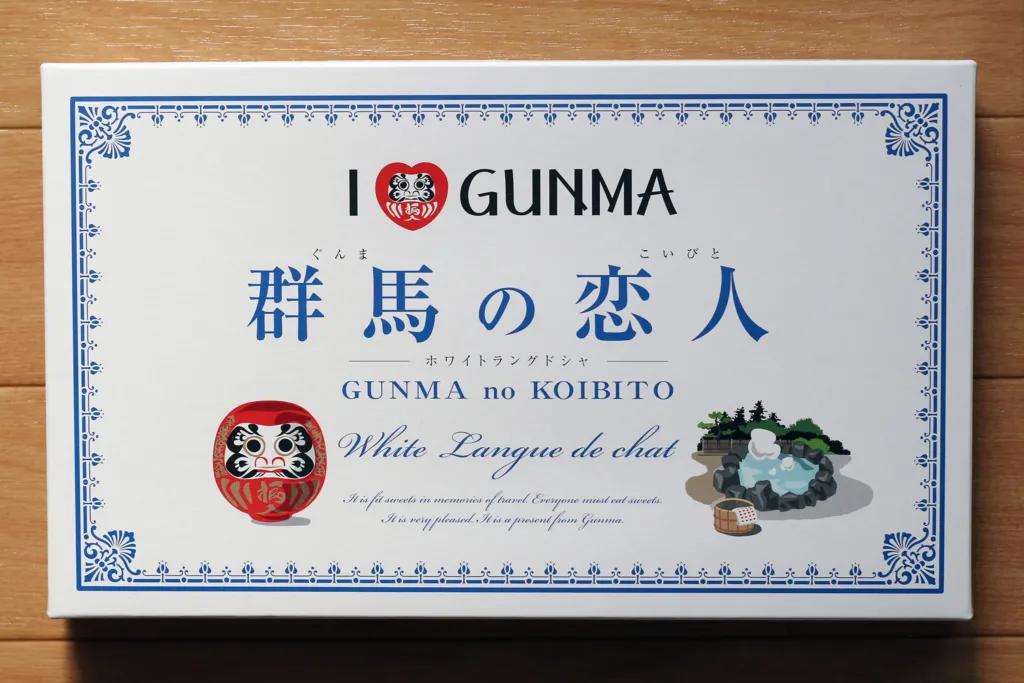 I GUNMA
ぐんま こいびと
群馬の恋人
ホワイトラングドシャ
GUNMA no KOIBITO
White Langue de chat
It is fit sweets in memories of travel. Everyone must eat sweets.
It is very pleased. It is a present from Gunma.